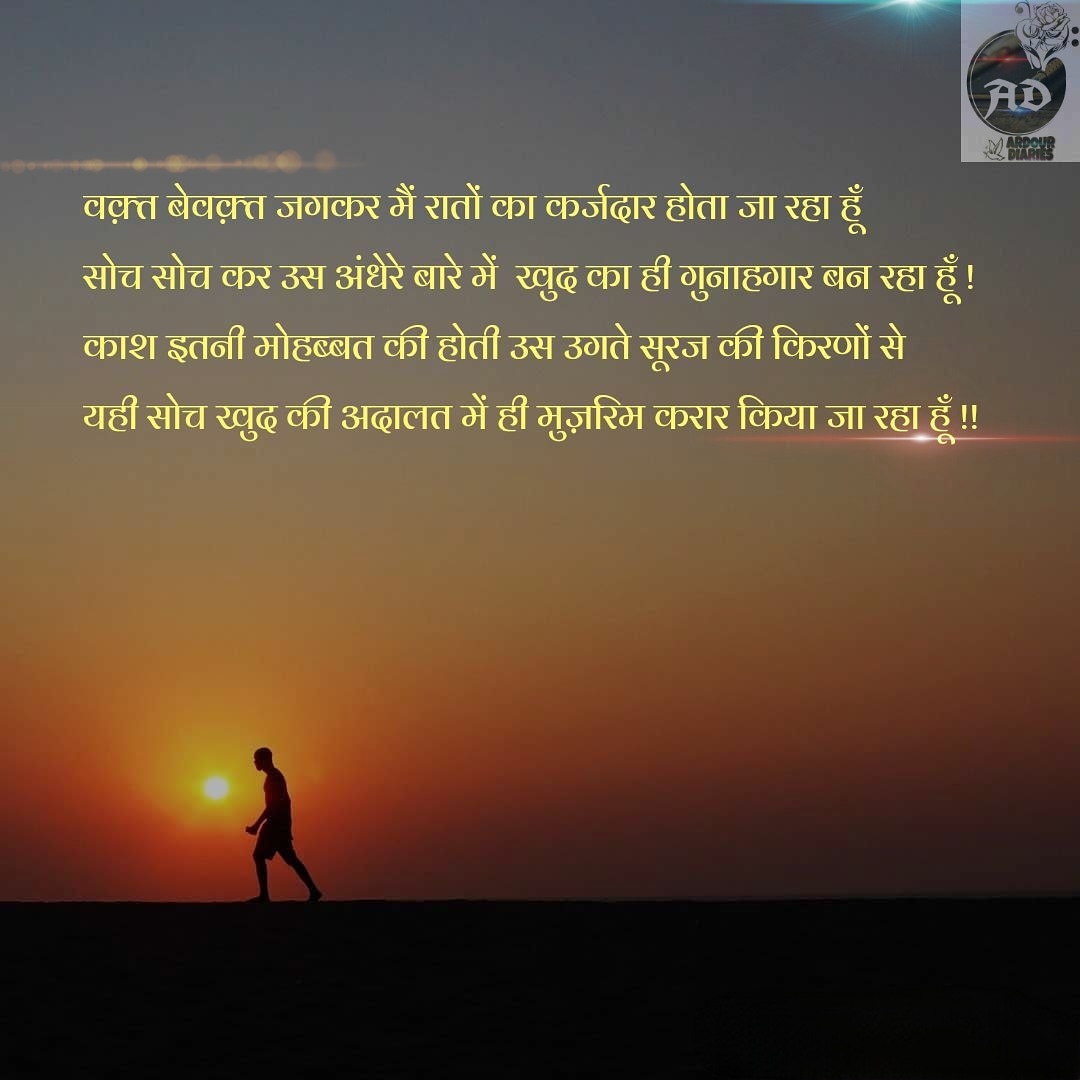 AD
ARDOUR
DIARIES
वक़्त बेवक़्त जगकर मैं रातों का कर्जदार होता जा रहा हूँ
सोच सोच कर उस अंधेरे बारे में खुद का ही गुनाहगार बन रहा हूँ !
काश इतनी मोहब्बत की होती उस उगते सूरज की किरणों से
यही सोच खुद की अदालत में ही मुज़रिम करार किया जा रहा हूँ !!